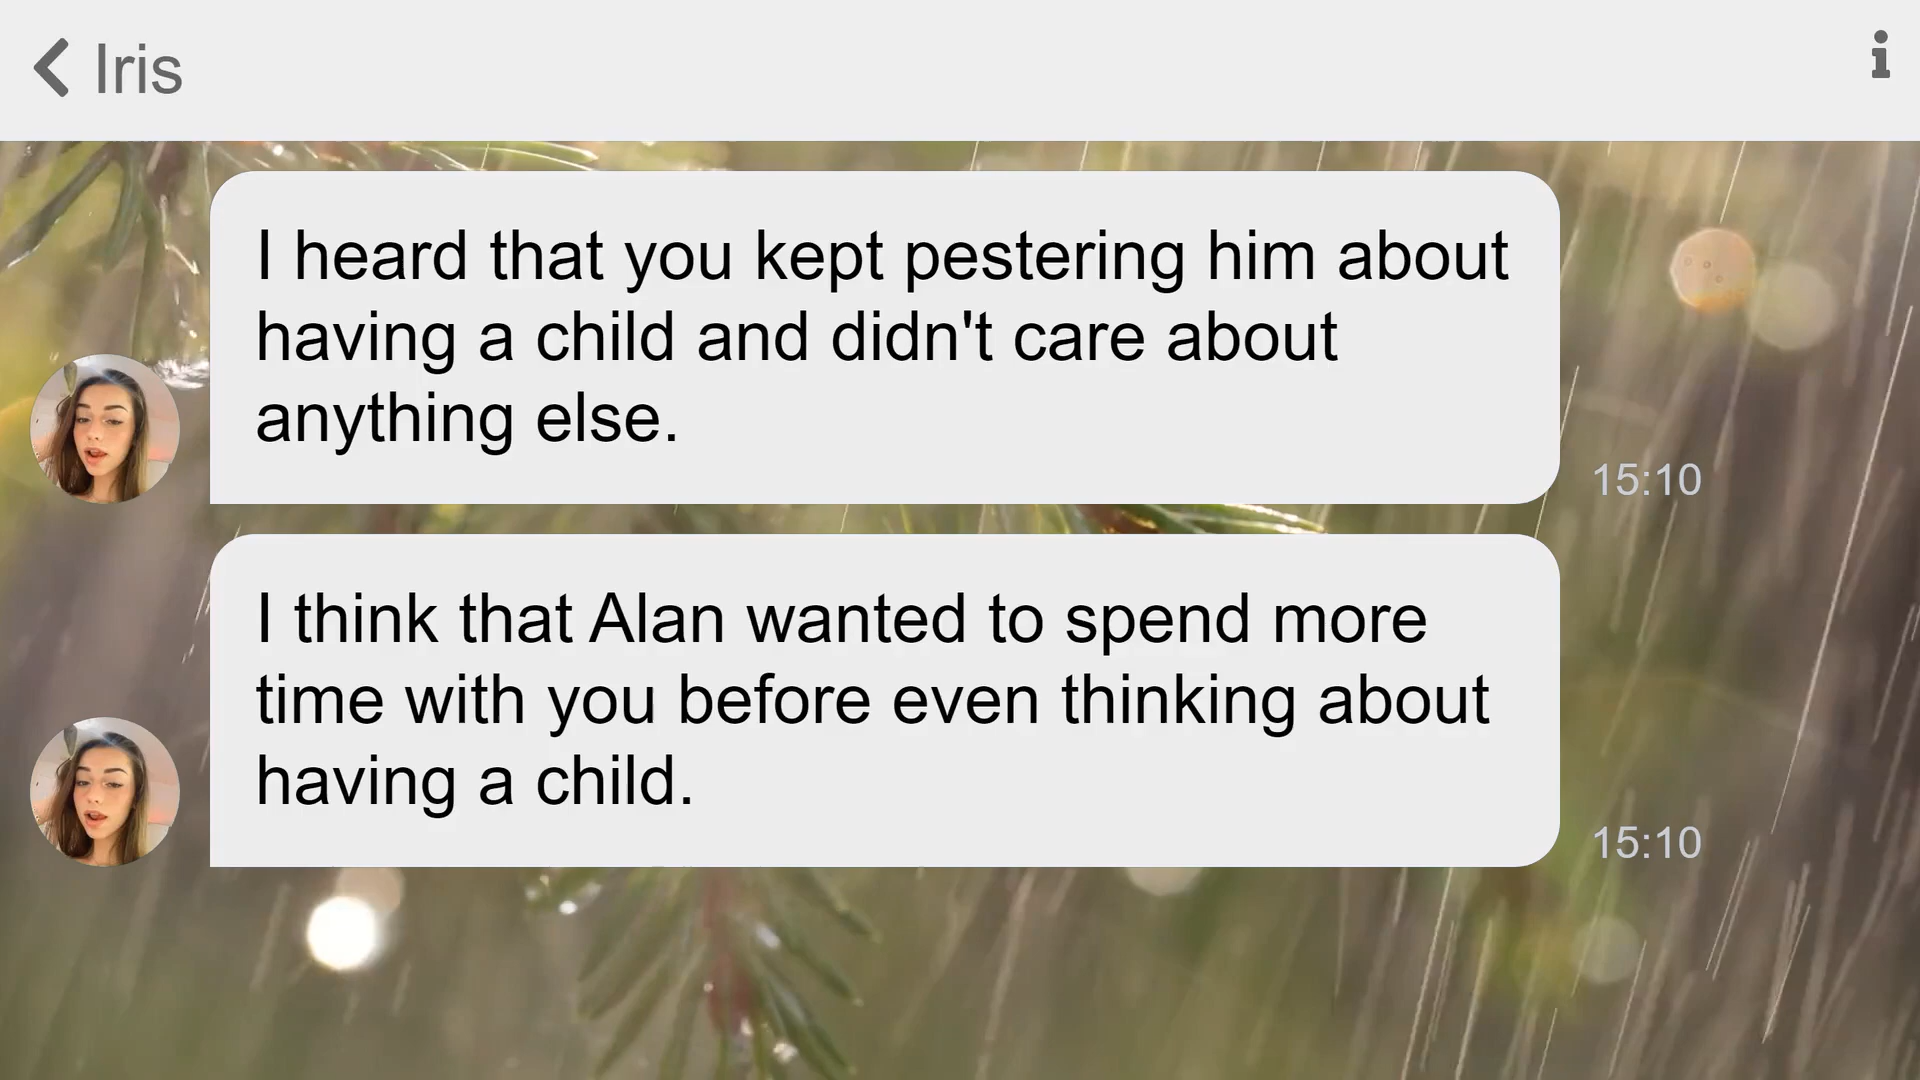 Iris
I heard that you kept pestering him about
having a child and didn't care about
anything else.
15:10
I think that Alan wanted to spend more
time with you before even thinking about
having a child.
15:10